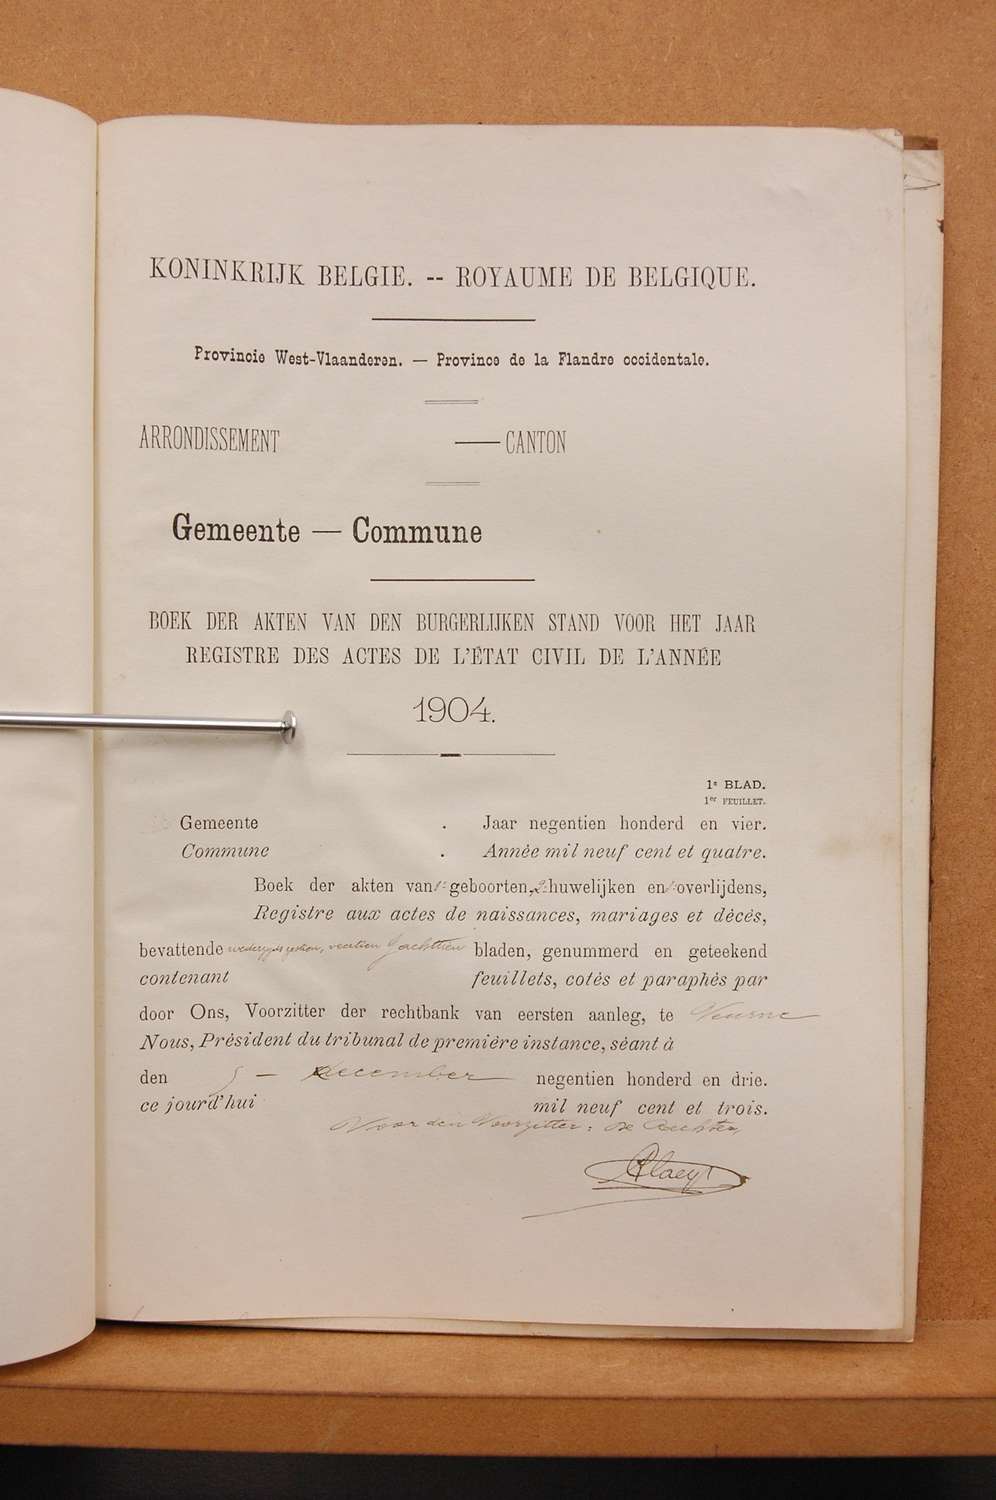 KONINKRIJK BELGIE. -- ROYAUME DE BELGIQUE.
Provincie West-Vlaanderen. — Province de la Flandre occidentale.
ARRONDISSEMENT — CANTON
Gemeente — Commune
BOEK DER AKTEN VAN DEN BURGERLIJKEN STAND VOOR HET JAAR
REGISTRE DES ACTES DE L'ÉTAT CIVIL DE L'ANNÉE
1904.
1e BLAD.
1er FEUILLET.
Gemeente . Jaar negentien honderd en vier.
Commune . Année mil neuf cent et quatre.
Boek der akten van geboorten, huwelijken en overlijdens,
Registre aux actes de naissances, mariages et décès,
bevattende bladen, genummerd en geteekend
contenant feuillets, cotés et paraphés par
door Ons, Voorzitter der rechtbank van eersten aanleg, te Veurne
Nous, Président du tribunal de première instance, séant à
den 5 — december negentien honderd en drie.
ce jourd'hui mil neuf cent et trois.
Voor den Voorzitter: De Rechter,
Claeys